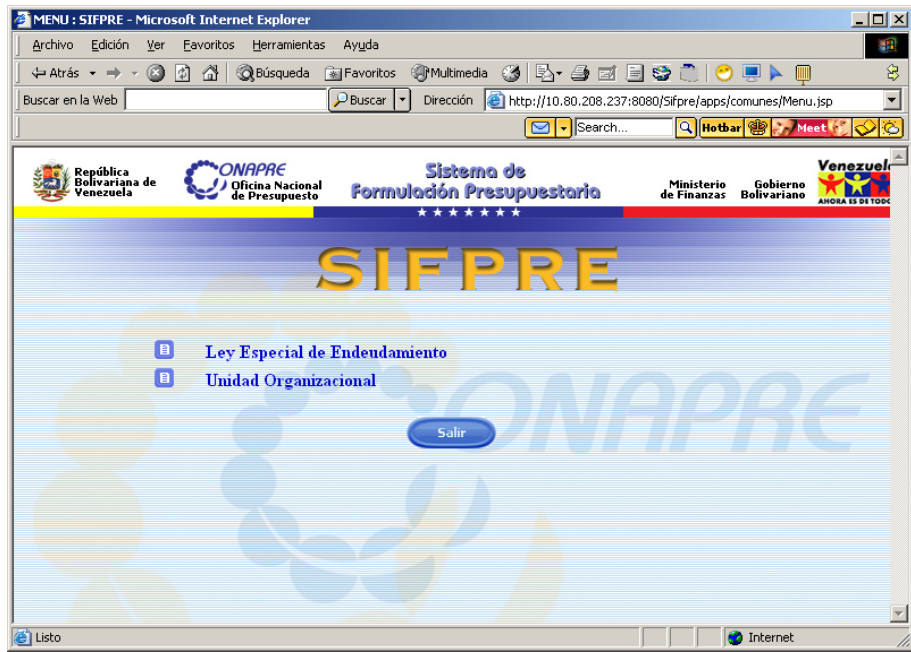 MENU : SIFPRE - Microsoft Internet Explorer
Archivo Edición Ver Favoritos Herramientas Ayuda
Atrás Búsqueda Favoritos Multimedia
Buscar en la Web Buscar Dirección http://10.80.208.237:8080/Sifpre/apps/comunes/Menu.jsp
Search... Hotbar Meet
República
Bolivariana de
Venezuela
ONAPRE
Oficina Nacional
de Presupuesto
Sistema de
Formulación Presupuestaria
Ministerio
de Finanzas
Gobierno
Bolivariano
Venezuel
AHORA ES DE TODO
SIFPRE
Ley Especial de Endeudamiento
Unidad Organizacional
Salir
ONAPRE
Listo Internet